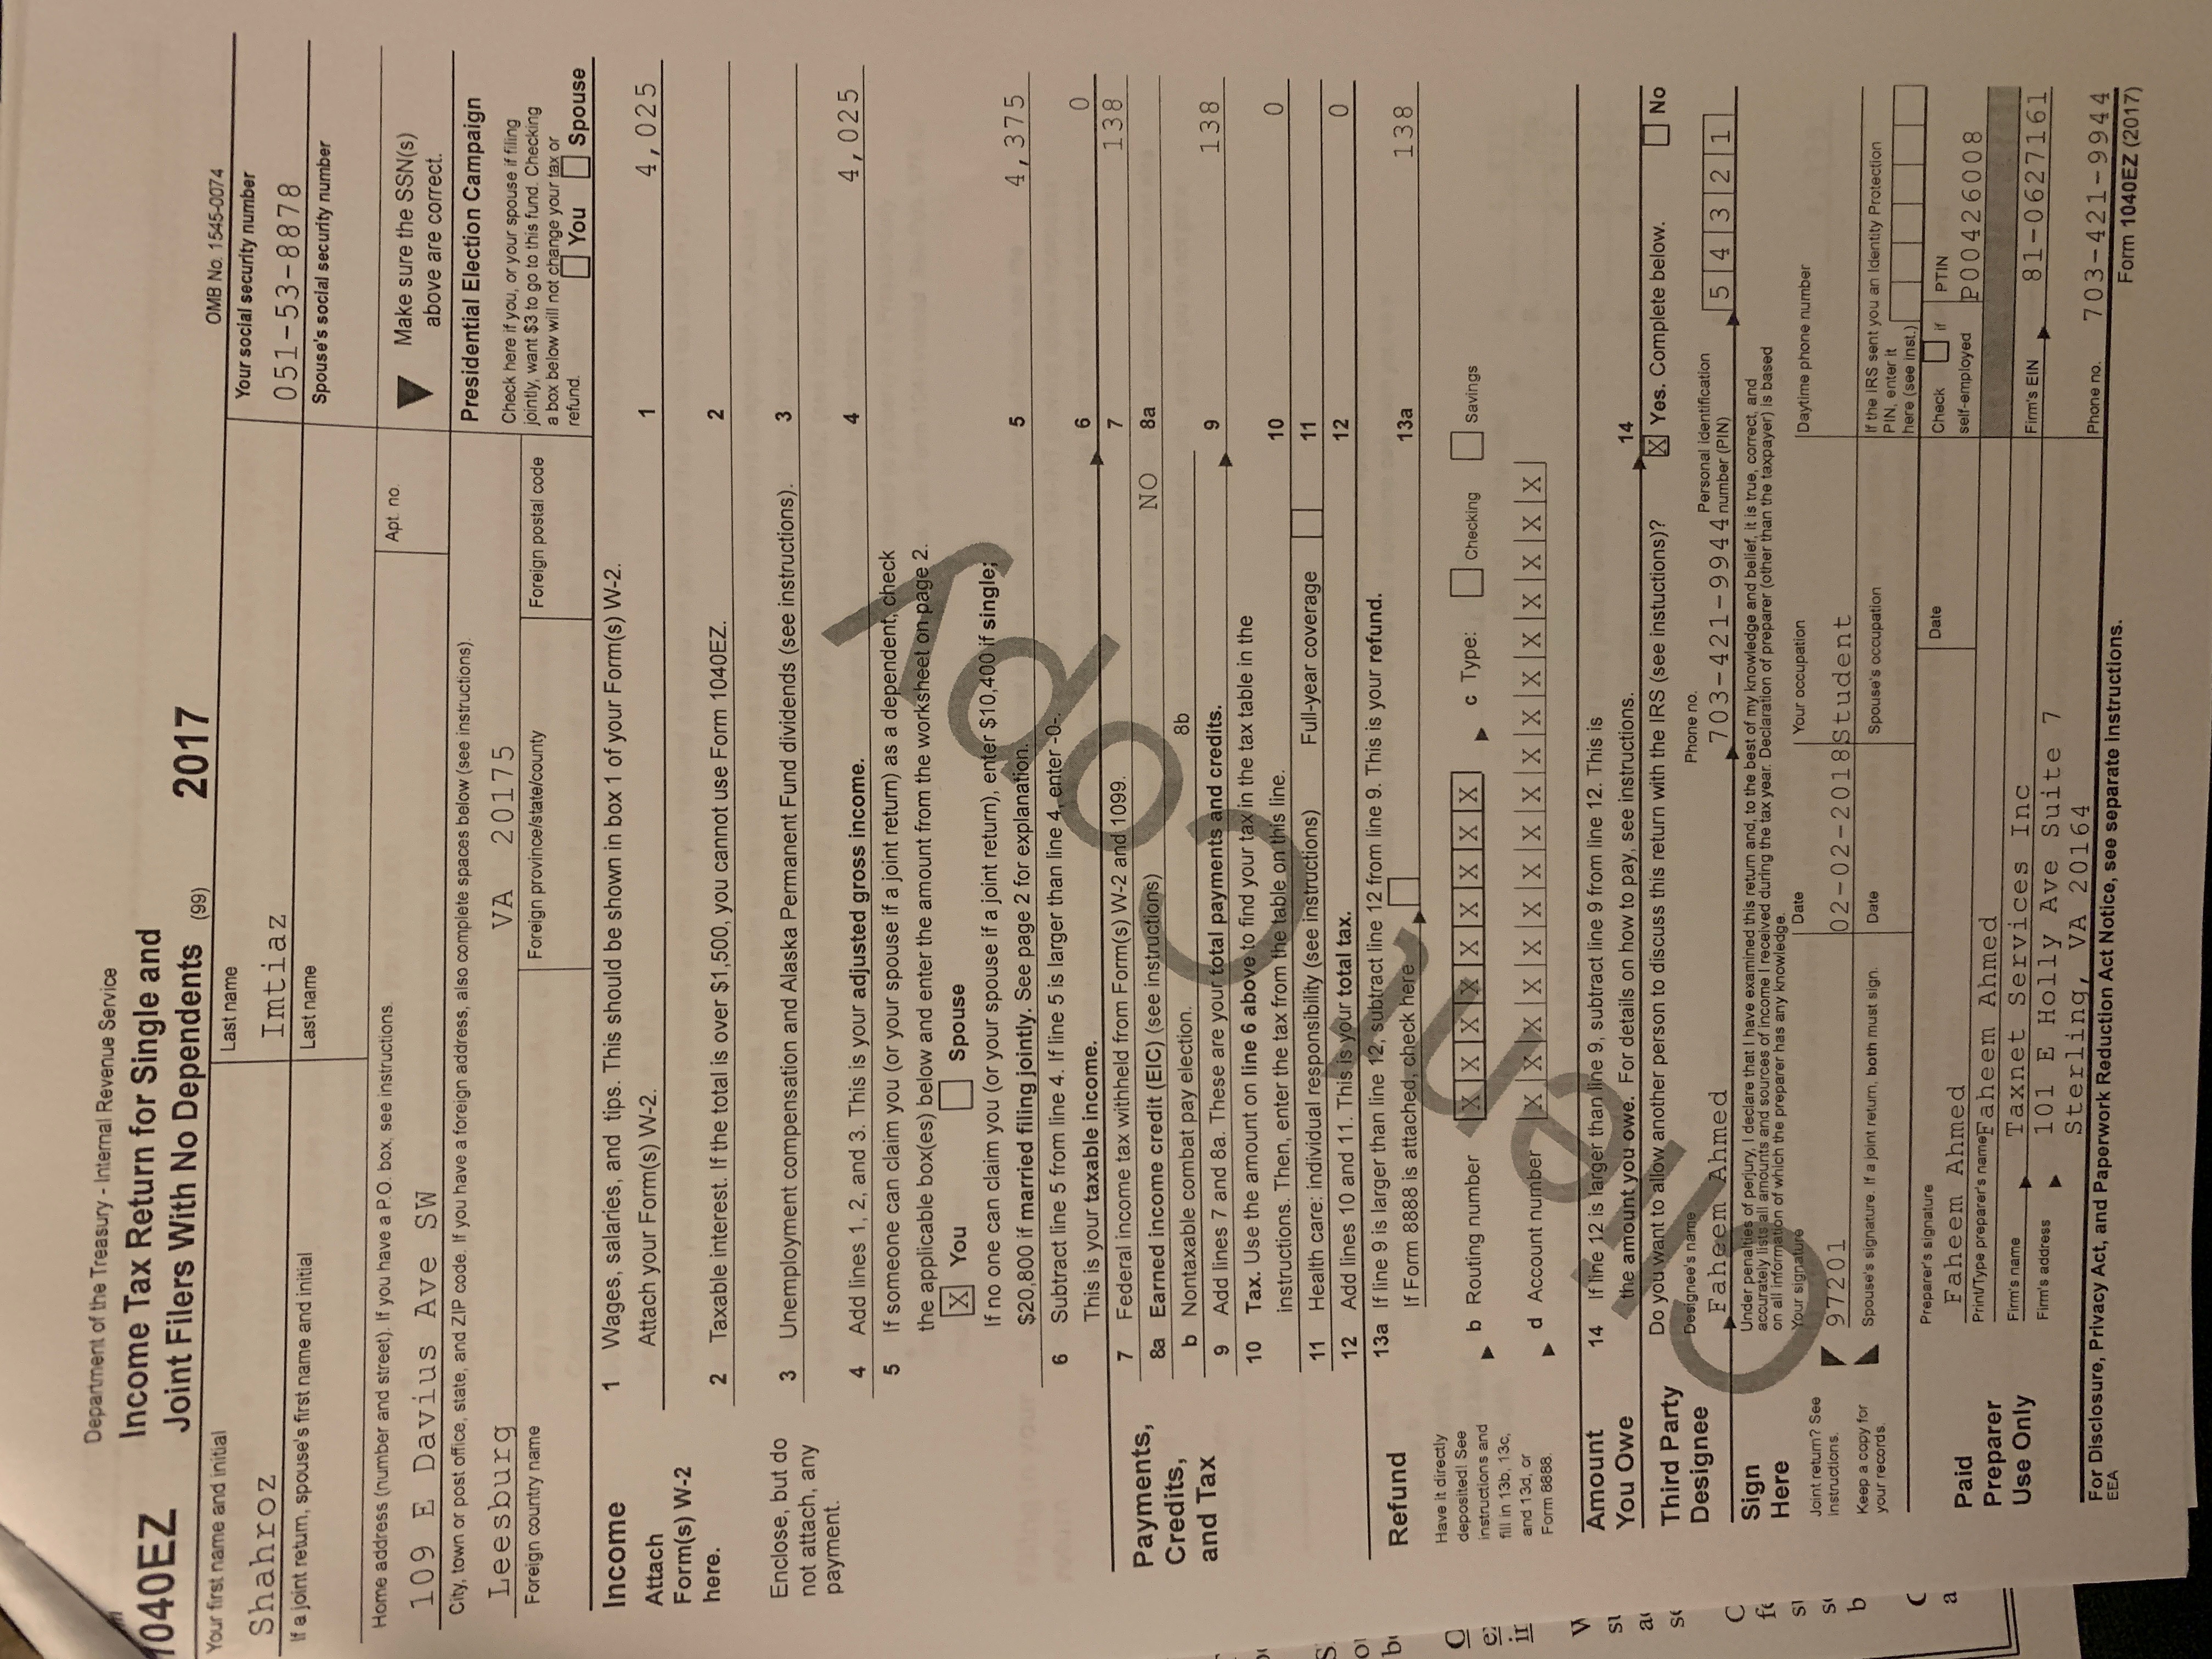 Department of the Treasury - Internal Revenue Service
1040EZ
Income Tax Return for Single and
Joint Filers With No Dependents (99) 2017
OMB No. 1545-0074
Your first name and initial
Shahroz
Last name
Imtiaz
Your social security number
051-53-8878
If a joint return, spouse's first name and initial
Last name
Spouse's social security number
Home address (number and street). If you have a P.O. box, see instructions.
109 E Davius Ave SW
Apt. no.
Make sure the SSN(s)
above are correct.
City, town or post office, state, and ZIP code. If you have a foreign address, also complete spaces below (see instructions).
Leesburg VA 20175
Foreign country name
Foreign province/state/county
Foreign postal code
Presidential Election Campaign
Check here if you, or your spouse if filing
jointly, want $3 to go to this fund. Checking
a box below will not change your tax or
refund. You Spouse
Income
Attach
Form(s) W-2
here.
Enclose, but do
not attach, any
payment.
1 Wages, salaries, and tips. This should be shown in box 1 of your Form(s) W-2.
Attach your Form(s) W-2. 1 4,025
2 Taxable interest. If the total is over $1,500, you cannot use Form 1040EZ. 2
3 Unemployment compensation and Alaska Permanent Fund dividends (see instructions). 3
4 Add lines 1, 2, and 3. This is your adjusted gross income. 4 4,025
5 If someone can claim you (or your spouse if a joint return) as a dependent, check
the applicable box(es) below and enter the amount from the worksheet on page 2.
X You Spouse
If no one can claim you (or your spouse if a joint return), enter $10,400 if single;
$20,800 if married filing jointly. See page 2 for explanation. 5 4,375
6 Subtract line 5 from line 4. If line 5 is larger than line 4, enter -0-.
This is your taxable income. 6 0
Payments,
Credits,
and Tax
7 Federal income tax withheld from Form(s) W-2 and 1099. 7 138
8a Earned income credit (EIC) (see instructions) NO 8a
b Nontaxable combat pay election. 8b
9 Add lines 7 and 8a. These are your total payments and credits. 9 138
10 Tax. Use the amount on line 6 above to find your tax in the tax table in the
instructions. Then, enter the tax from the table on this line. 10 0
11 Health care: individual responsibility (see instructions) Full-year coverage 11
12 Add lines 10 and 11. This is your total tax. 12 0
Refund
Have it directly
deposited! See
instructions and
fill in 13b, 13c,
and 13d, or
Form 8888.
13a If line 9 is larger than line 12, subtract line 12 from line 9. This is your refund.
If Form 8888 is attached, check here 13a 138
b Routing number X X X X X X X X X c Type: Checking Savings
d Account number X X X X X X X X X X X X X X X X X
Amount
You Owe
14 If line 12 is larger than line 9, subtract line 9 from line 12. This is
the amount you owe. For details on how to pay, see instructions. 14
Third Party
Designee
Do you want to allow another person to discuss this return with the IRS (see instuctions)? X Yes. Complete below. No
Designee's name
Faheem Ahmed
Phone no.
703-421-9944
Personal identification
number (PIN) 5 4 3 2 1
Sign
Here
Joint return? See
instructions.
Keep a copy for
your records.
Under penalties of perjury, I declare that I have examined this return and, to the best of my knowledge and belief, it is true, correct, and
accurately lists all amounts and sources of income I received during the tax year. Declaration of preparer (other than the taxpayer) is based
on all information of which the preparer has any knowledge.
Your signature
97201
Date
02-02-2018
Your occupation
Student
Daytime phone number
Spouse's signature. If a joint return, both must sign.
Date
Spouse's occupation
If the IRS sent you an Identity Protection
PIN, enter it
here (see inst.)
Paid
Preparer
Use Only
Preparer's signature
Faheem Ahmed
Date
Check if
self-employed
PTIN
P00426008
Print/Type preparer's name Faheem Ahmed
Firm's name Taxnet Services Inc
Firm's EIN 81-0627161
Firm's address 101 E Holly Ave Suite 7
Sterling, VA 20164
Phone no. 703-421-9944
For Disclosure, Privacy Act, and Paperwork Reduction Act Notice, see separate instructions.
EEA
Form 1040EZ (2017)
Client Copy